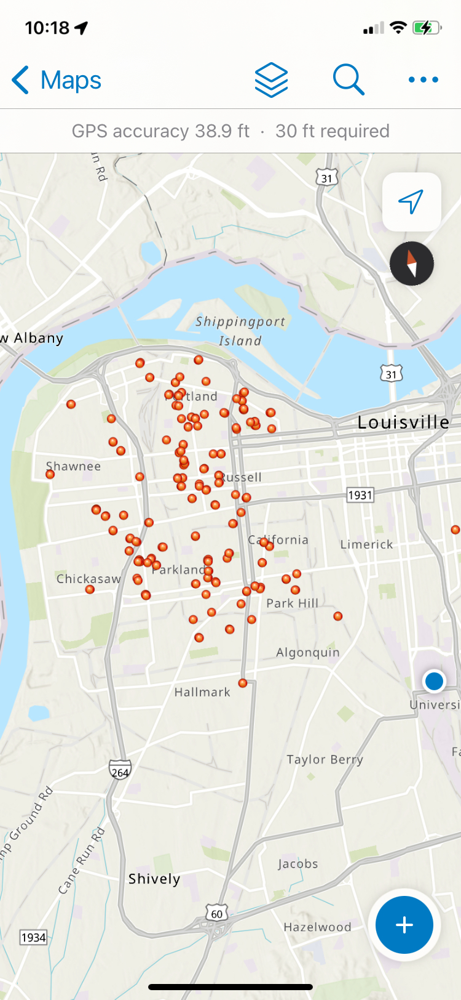 10:18
Maps
GPS accuracy 38.9 ft · 30 ft required
n Rd
31
Shippingport
Island
w Albany
31
Portland
Louisville
Shawnee
Russell
1931
California
Limerick
Parkland
Chickasaw
Park Hill
Algonquin
Hallmark
Universi
Taylor Berry
Fa
264
mp Ground Rd
Cane Run Rd
Jacobs
Shively
60
Hazelwood
1934